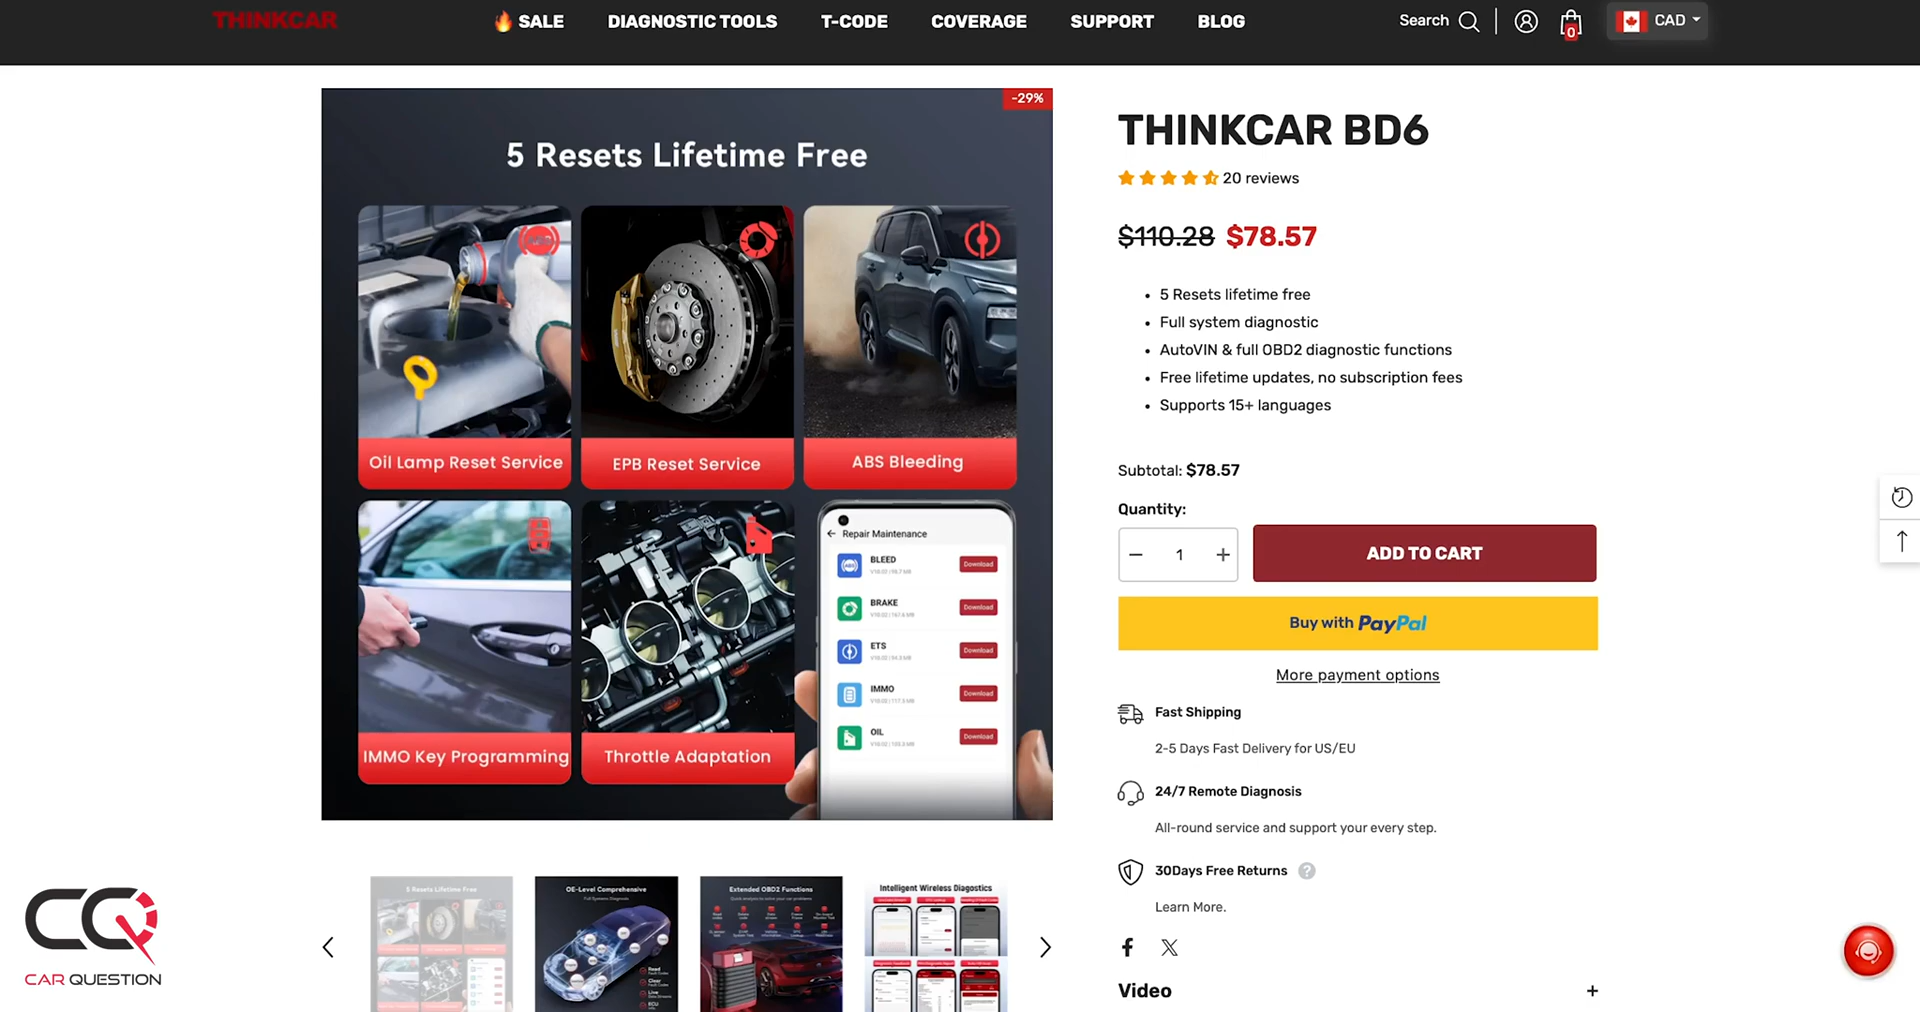 THINKCAR
🔥 SALE
DIAGNOSTIC TOOLS
T-CODE
COVERAGE
SUPPORT
BLOG
Search
0
CAD
-29%
5 Resets Lifetime Free
Oil Lamp Reset Service
EPB Reset Service
ABS Bleeding
IMMO Key Programming
Throttle Adaptation
Repair Maintenance
BLEED
Download
BRAKE
Download
ETS
Download
IMMO
Download
OIL
Download
THINKCAR BD6
20 reviews
$110.28 $78.57
• 5 Resets lifetime free
• Full system diagnostic
• AutoVIN & full OBD2 diagnostic functions
• Free lifetime updates, no subscription fees
• Supports 15+ languages
Subtotal: $78.57
Quantity:
− 1 +
ADD TO CART
Buy with PayPal
More payment options
Fast Shipping
2-5 Days Fast Delivery for US/EU
24/7 Remote Diagnosis
All-round service and support your every step.
30Days Free Returns ?
Learn More.
Video +
5 Resets Lifetime Free
OE-Level Comprehensive
Full Systems Diagnosis
Extended OBD2 Functions
Intelligent Wireless Diagostics
CQ
CAR QUESTION